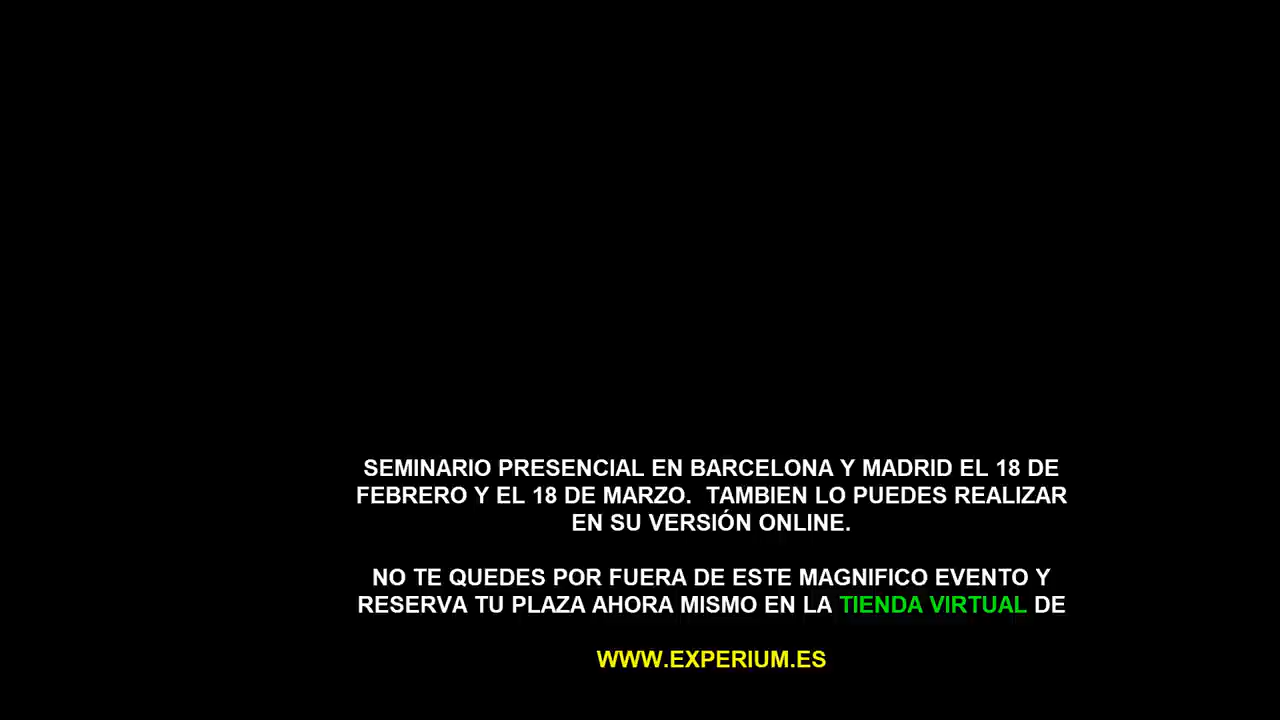 SEMINARIO PRESENCIAL EN BARCELONA Y MADRID EL 18 DE
FEBRERO Y EL 18 DE MARZO.  TAMBIEN LO PUEDES REALIZAR
EN SU VERSIÓN ONLINE.
NO TE QUEDES POR FUERA DE ESTE MAGNIFICO EVENTO Y
RESERVA TU PLAZA AHORA MISMO EN LA TIENDA VIRTUAL DE
WWW.EXPERIUM.ES